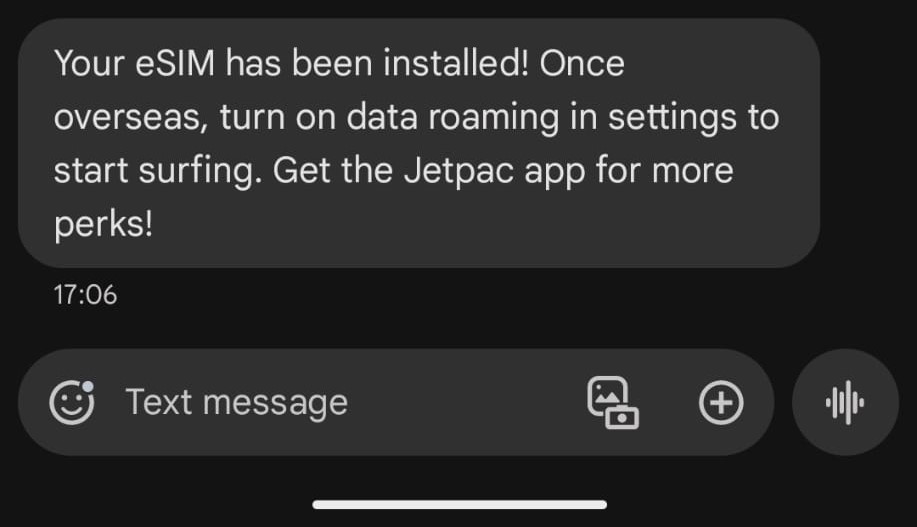 Your eSIM has been installed! Once
overseas, turn on data roaming in settings to
start surfing. Get the Jetpac app for more
perks!
17:06
Text message